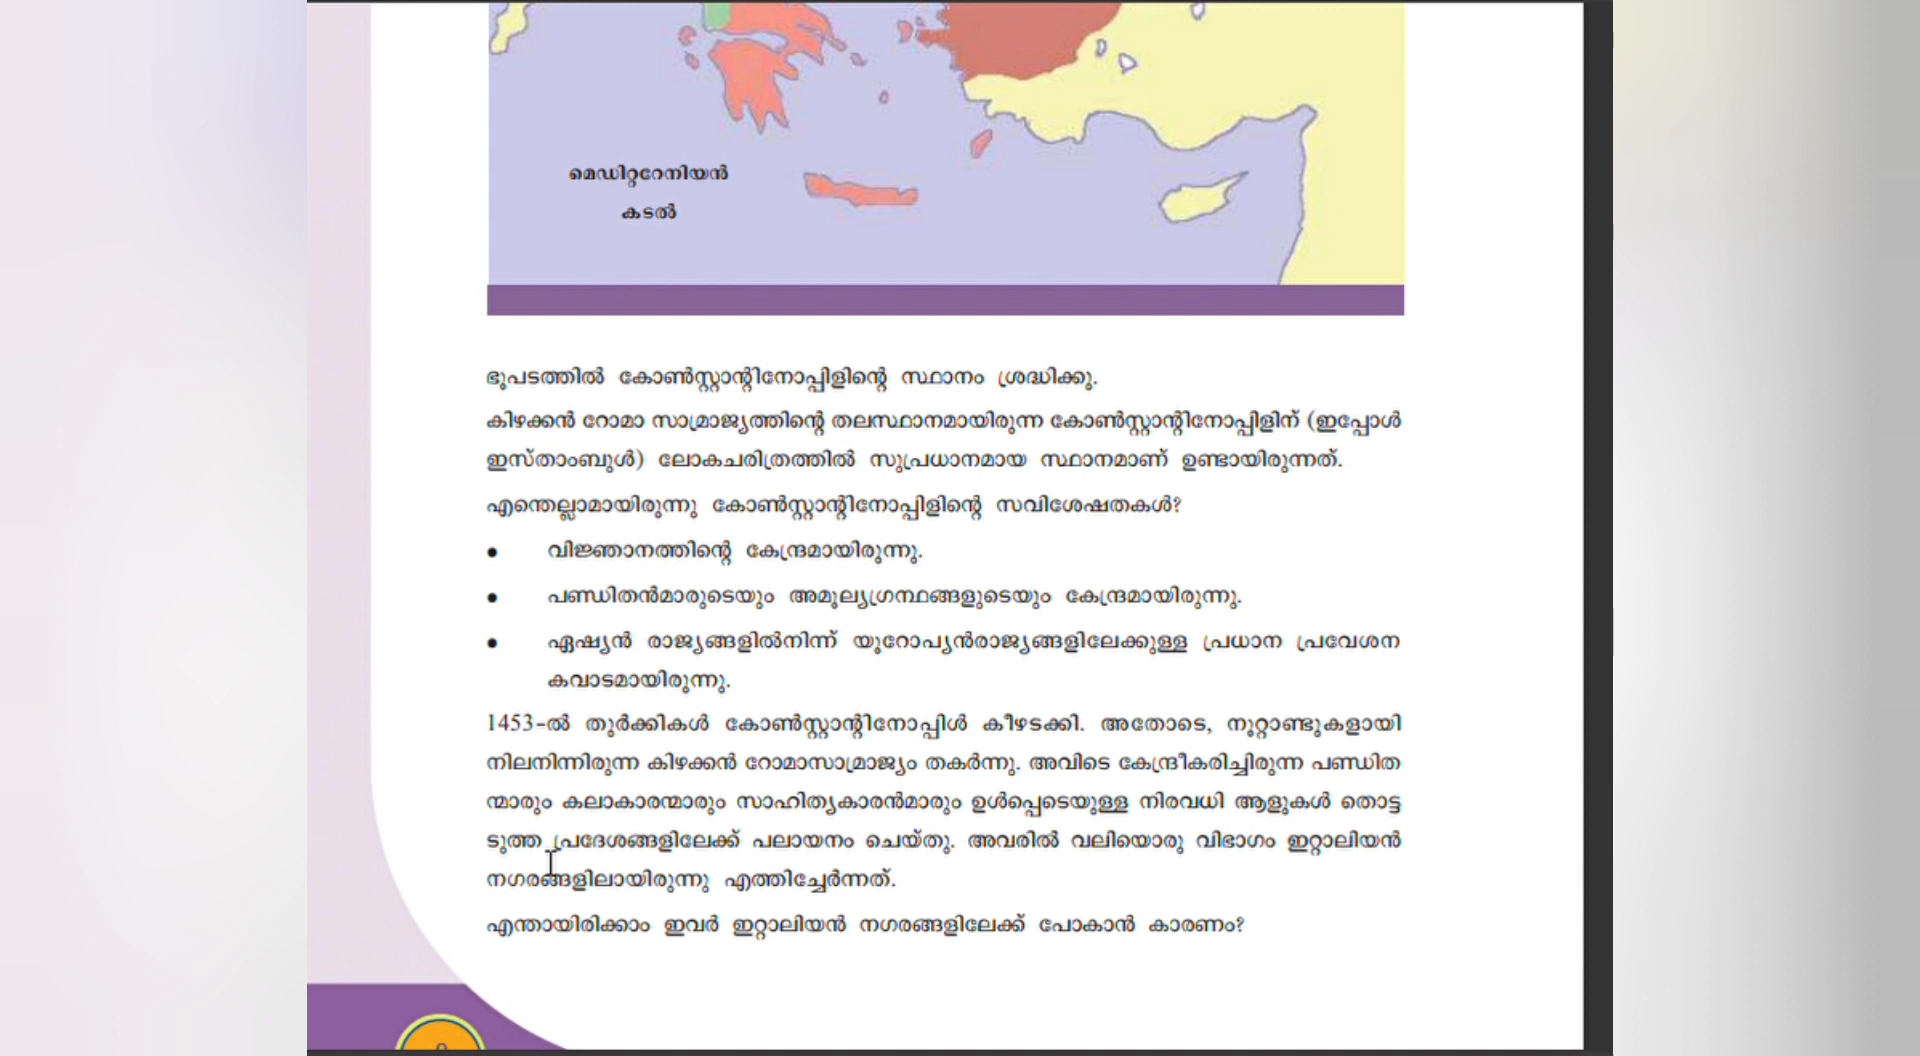 മെഡിറ്ററേനിയൻ
കടൽ
ഭൂപടത്തിൽ കോൺസ്റ്റാന്റിനോപ്പിളിന്റെ സ്ഥാനം ശ്രദ്ധിക്കൂ.
കിഴക്കൻ റോമാ സാമ്രാജ്യത്തിന്റെ തലസ്ഥാനമായിരുന്ന കോൺസ്റ്റാന്റിനോപ്പിളിന് (ഇപ്പോൾ
ഇസ്താംബുൾ) ലോകചരിത്രത്തിൽ സുപ്രധാനമായ സ്ഥാനമാണ് ഉണ്ടായിരുന്നത്.
എന്തെല്ലാമായിരുന്നു കോൺസ്റ്റാന്റിനോപ്പിളിന്റെ സവിശേഷതകൾ?
● വിജ്ഞാനത്തിന്റെ കേന്ദ്രമായിരുന്നു.
● പണ്ഡിതൻമാരുടെയും അമൂല്യഗ്രന്ഥങ്ങളുടെയും കേന്ദ്രമായിരുന്നു.
● ഏഷ്യൻ രാജ്യങ്ങളിൽനിന്ന് യൂറോപ്യൻരാജ്യങ്ങളിലേക്കുള്ള പ്രധാന പ്രവേശന
കവാടമായിരുന്നു.
1453-ൽ തുർക്കികൾ കോൺസ്റ്റാന്റിനോപ്പിൾ കീഴടക്കി. അതോടെ, നൂറ്റാണ്ടുകളായി
നിലനിന്നിരുന്ന കിഴക്കൻ റോമാസാമ്രാജ്യം തകർന്നു. അവിടെ കേന്ദ്രീകരിച്ചിരുന്ന പണ്ഡിത
ന്മാരും കലാകാരന്മാരും സാഹിത്യകാരൻമാരും ഉൾപ്പെടെയുള്ള നിരവധി ആളുകൾ തൊട്ട
ടുത്ത പ്രദേശങ്ങളിലേക്ക് പലായനം ചെയ്തു. അവരിൽ വലിയൊരു വിഭാഗം ഇറ്റാലിയൻ
നഗരങ്ങളിലായിരുന്നു എത്തിച്ചേർന്നത്.
എന്തായിരിക്കാം ഇവർ ഇറ്റാലിയൻ നഗരങ്ങളിലേക്ക് പോകാൻ കാരണം?